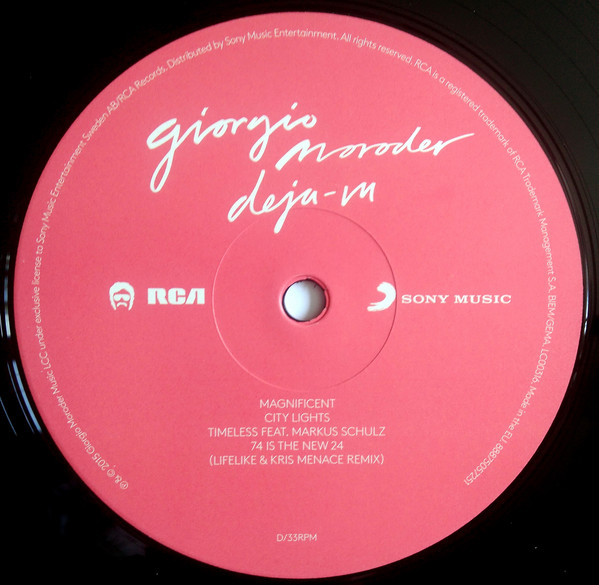 ℗ & © 2015 Giorgio Moroder Music LCC under exclusive license to Sony Music Entertainment Sweden AB/RCA Records. Distributed by Sony Music Entertainment. All rights reserved. RCA is a registered trademark of RCA Trademark Management S.A. BIEM/GEMA. LC00316. Made in the EU. 88875057251
giorgio
moroder
deja-vu
RCA
SONY MUSIC
MAGNIFICENT
CITY LIGHTS
TIMELESS FEAT. MARKUS SCHULZ
74 IS THE NEW 24
(LIFELIKE & KRIS MENACE REMIX)
D/33RPM